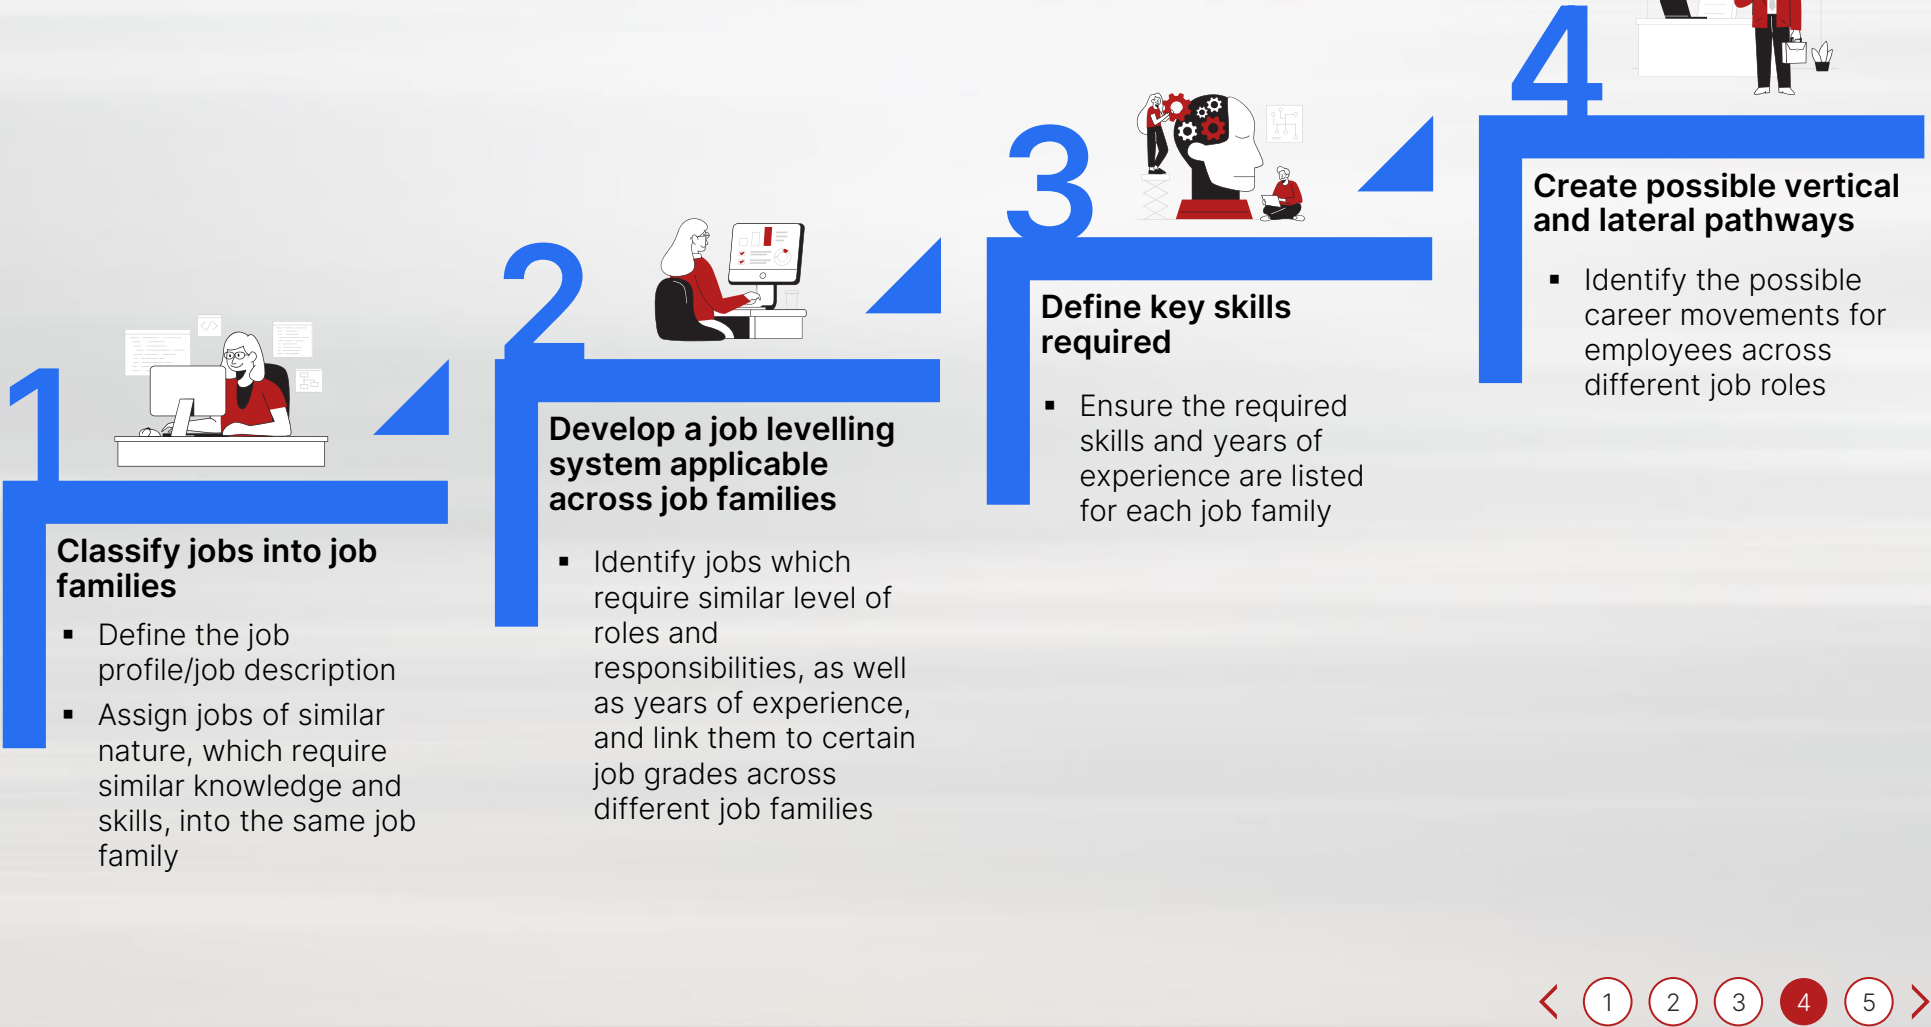 1
Classify jobs into job
families
▪ Define the job
profile/job description
▪ Assign jobs of similar
nature, which require
similar knowledge and
skills, into the same job
family
2
Develop a job levelling
system applicable
across job families
▪ Identify jobs which
require similar level of
roles and
responsibilities, as well
as years of experience,
and link them to certain
job grades across
different job families
3
Define key skills
required
▪ Ensure the required
skills and years of
experience are listed
for each job family
4
Create possible vertical
and lateral pathways
▪ Identify the possible
career movements for
employees across
different job roles
1 2 3 4 5